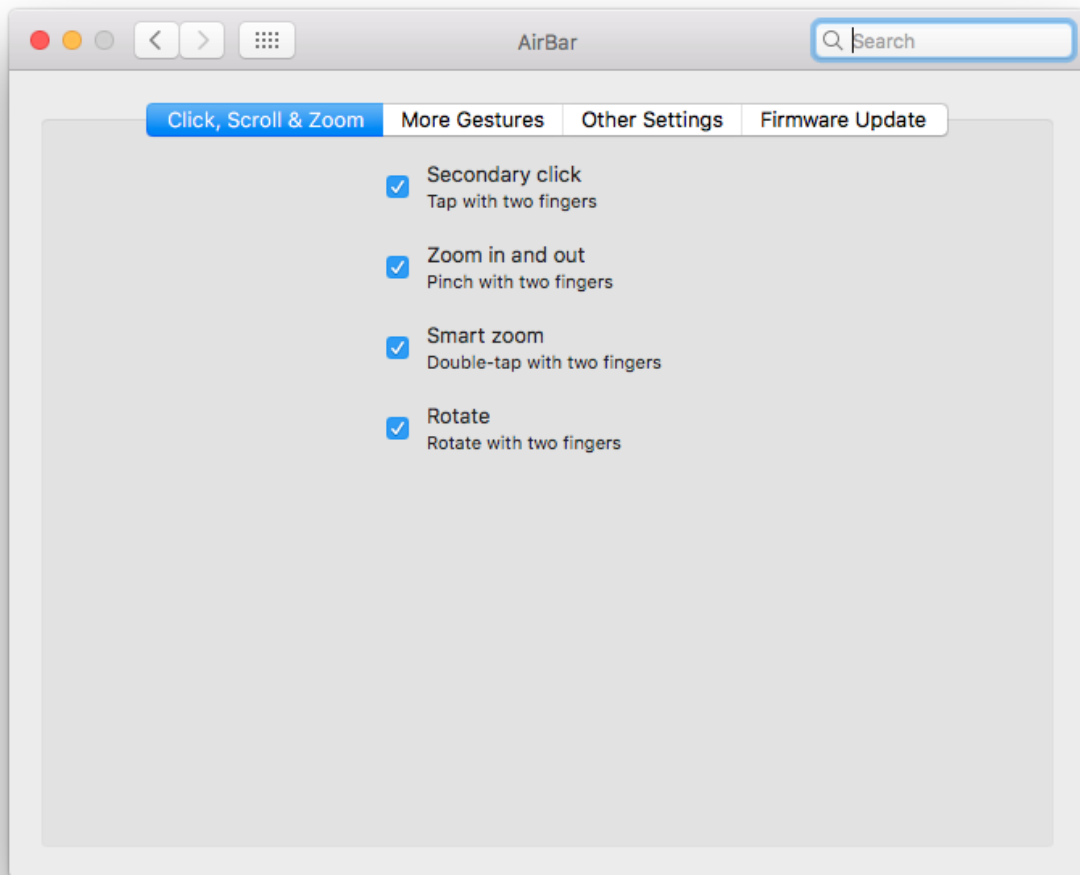 AirBar
Search
Click, Scroll & Zoom
More Gestures
Other Settings
Firmware Update
Secondary click
Tap with two fingers
Zoom in and out
Pinch with two fingers
Smart zoom
Double-tap with two fingers
Rotate
Rotate with two fingers